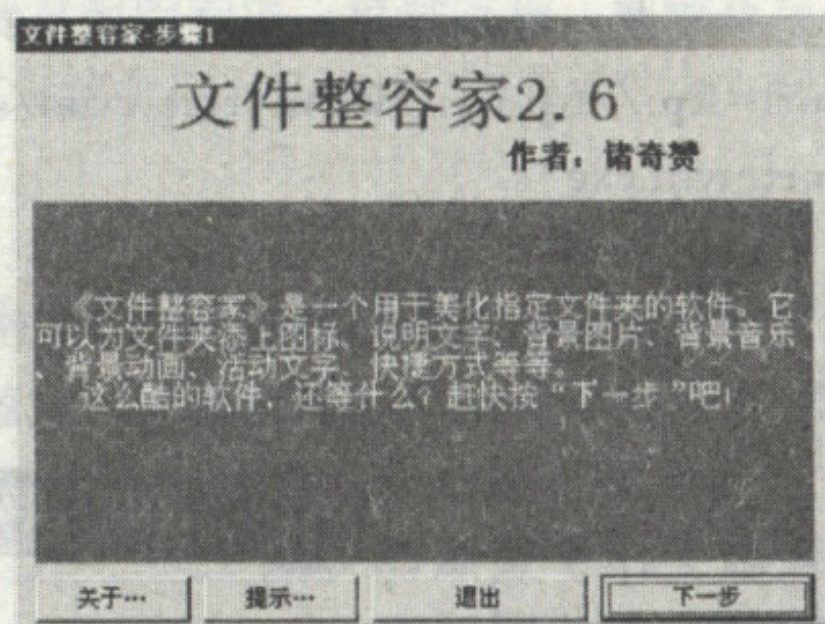 文件整容家-步骤1
文件整容家2.6
作者：诸奇赞
《文件整容家》是一个用于美化指定文件夹的软件。它
可以为文件夹添上图标、说明文字、背景图片、背景音乐
、背景动画、活动文字、快捷方式等等。
这么酷的软件，还等什么？赶快按“下一步”吧！
关于…
提示…
退出
下一步